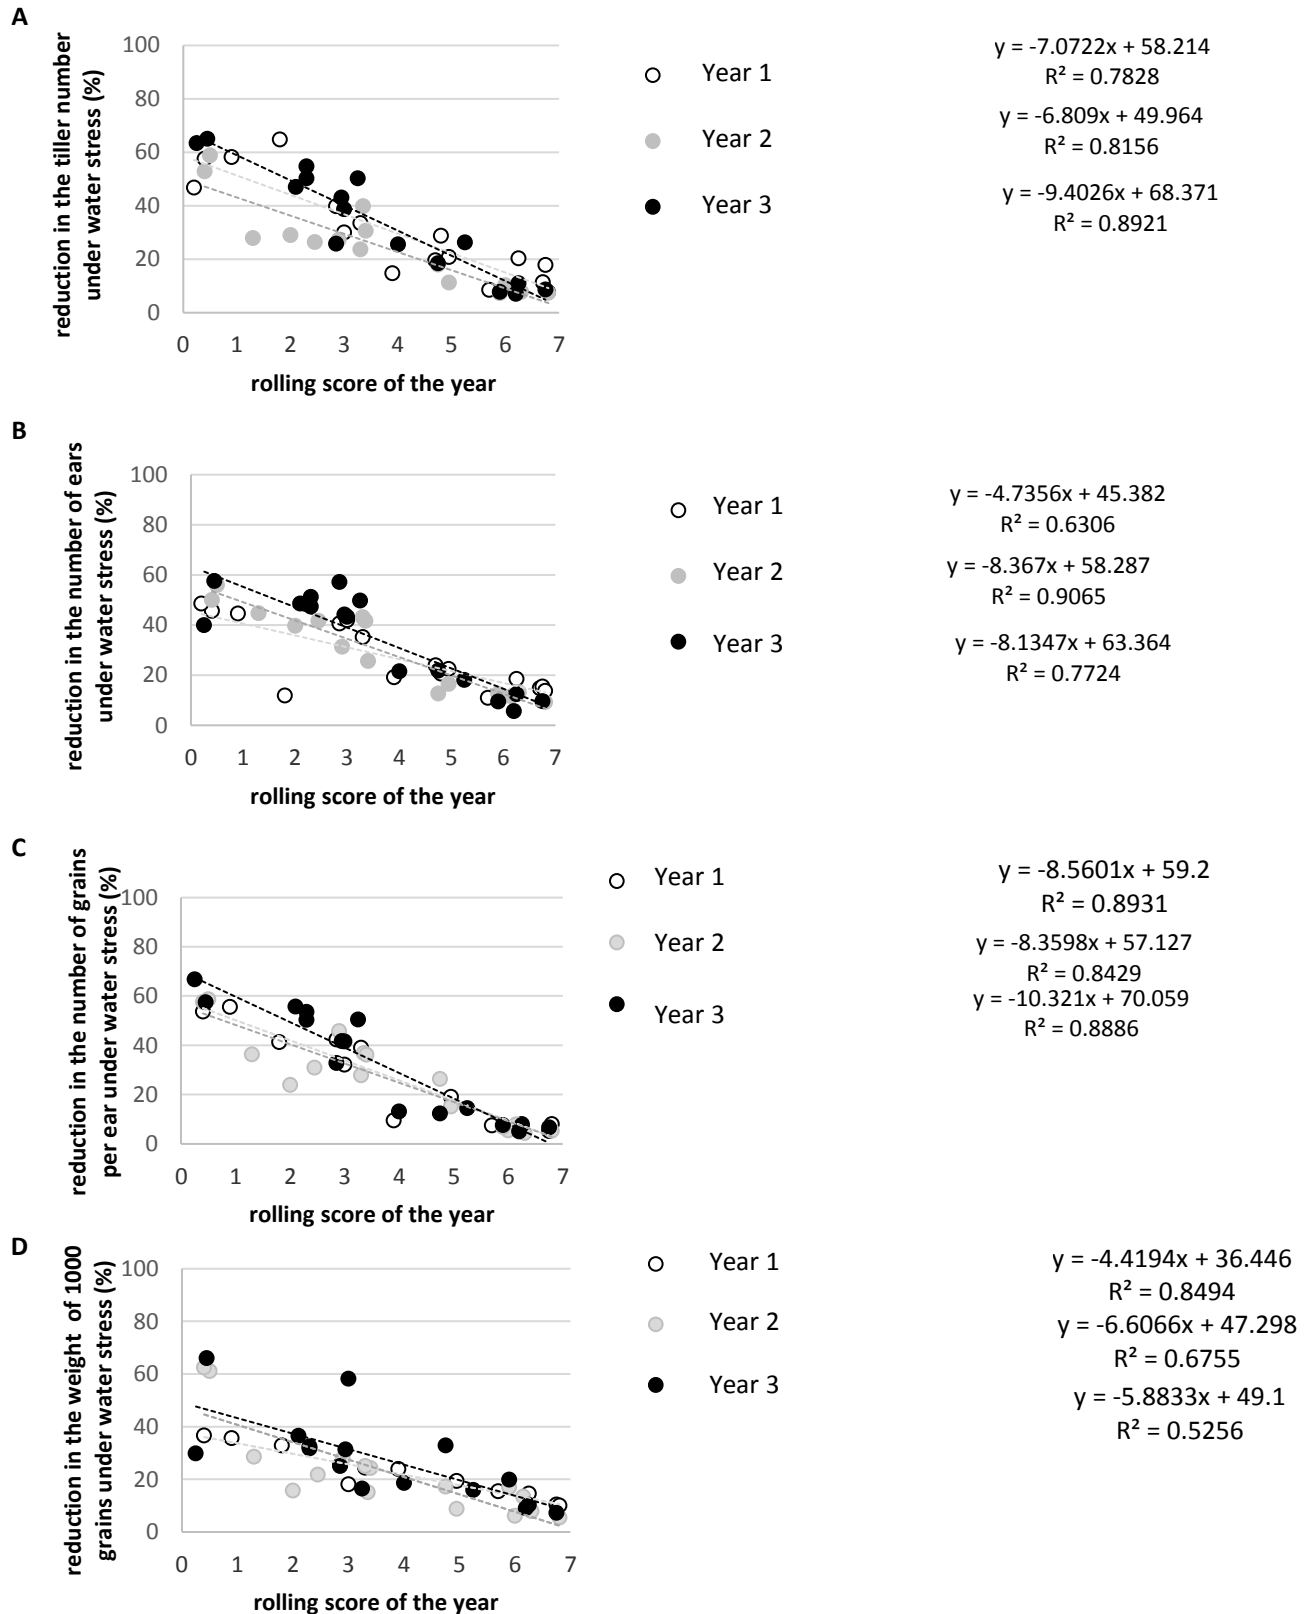 A
reduction in the tiller number
under water stress (%)
100
80
60
40
20
0
0 1 2 3 4 5 6 7
rolling score of the year
Year 1
Year 2
Year 3
y = -7.0722x + 58.214
R² = 0.7828
y = -6.809x + 49.964
R² = 0.8156
y = -9.4026x + 68.371
R² = 0.8921
B
reduction in the number of ears
under water stress (%)
100
80
60
40
20
0
0 1 2 3 4 5 6 7
rolling score of the year
Year 1
Year 2
Year 3
y = -4.7356x + 45.382
R² = 0.6306
y = -8.367x + 58.287
R² = 0.9065
y = -8.1347x + 63.364
R² = 0.7724
C
reduction in the number of grains
per ear under water stress (%)
100
80
60
40
20
0
0 1 2 3 4 5 6 7
rolling score of the year
Year 1
Year 2
Year 3
y = -8.5601x + 59.2
R² = 0.8931
y = -8.3598x + 57.127
R² = 0.8429
y = -10.321x + 70.059
R² = 0.8886
D
reduction in the weight of 1000
grains under water stress (%)
100
80
60
40
20
0
0 1 2 3 4 5 6 7
rolling score of the year
Year 1
Year 2
Year 3
y = -4.4194x + 36.446
R² = 0.8494
y = -6.6066x + 47.298
R² = 0.6755
y = -5.8833x + 49.1
R² = 0.5256